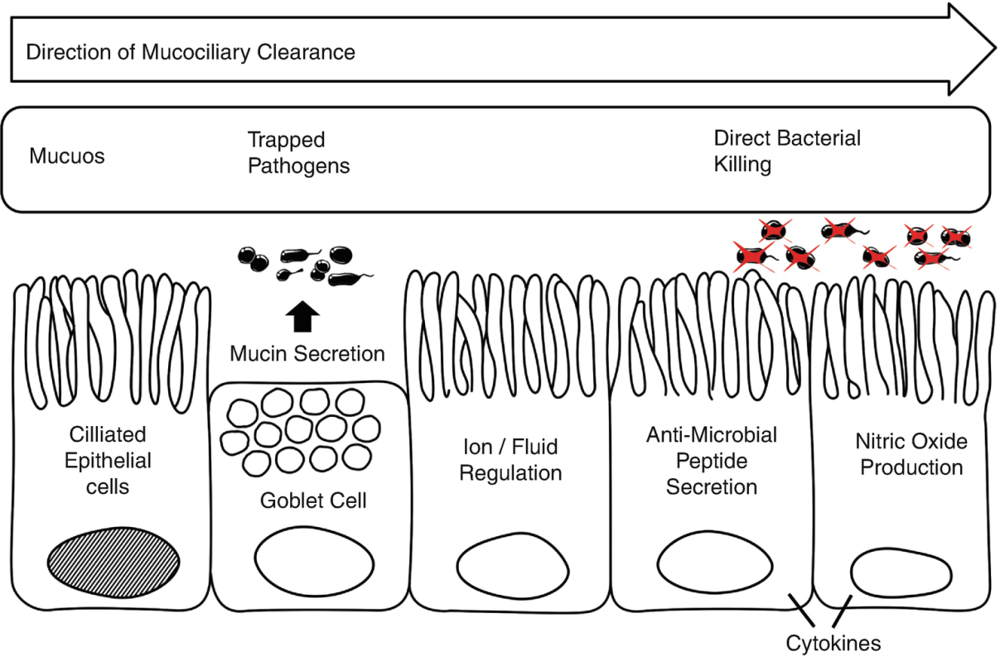 Direction of Mucociliary Clearance
Mucuos
Trapped
Pathogens
Direct Bacterial
Killing
Mucin Secretion
Cilliated
Epithelial
cells
Goblet Cell
Ion / Fluid
Regulation
Anti-Microbial
Peptide
Secretion
Nitric Oxide
Production
Cytokines